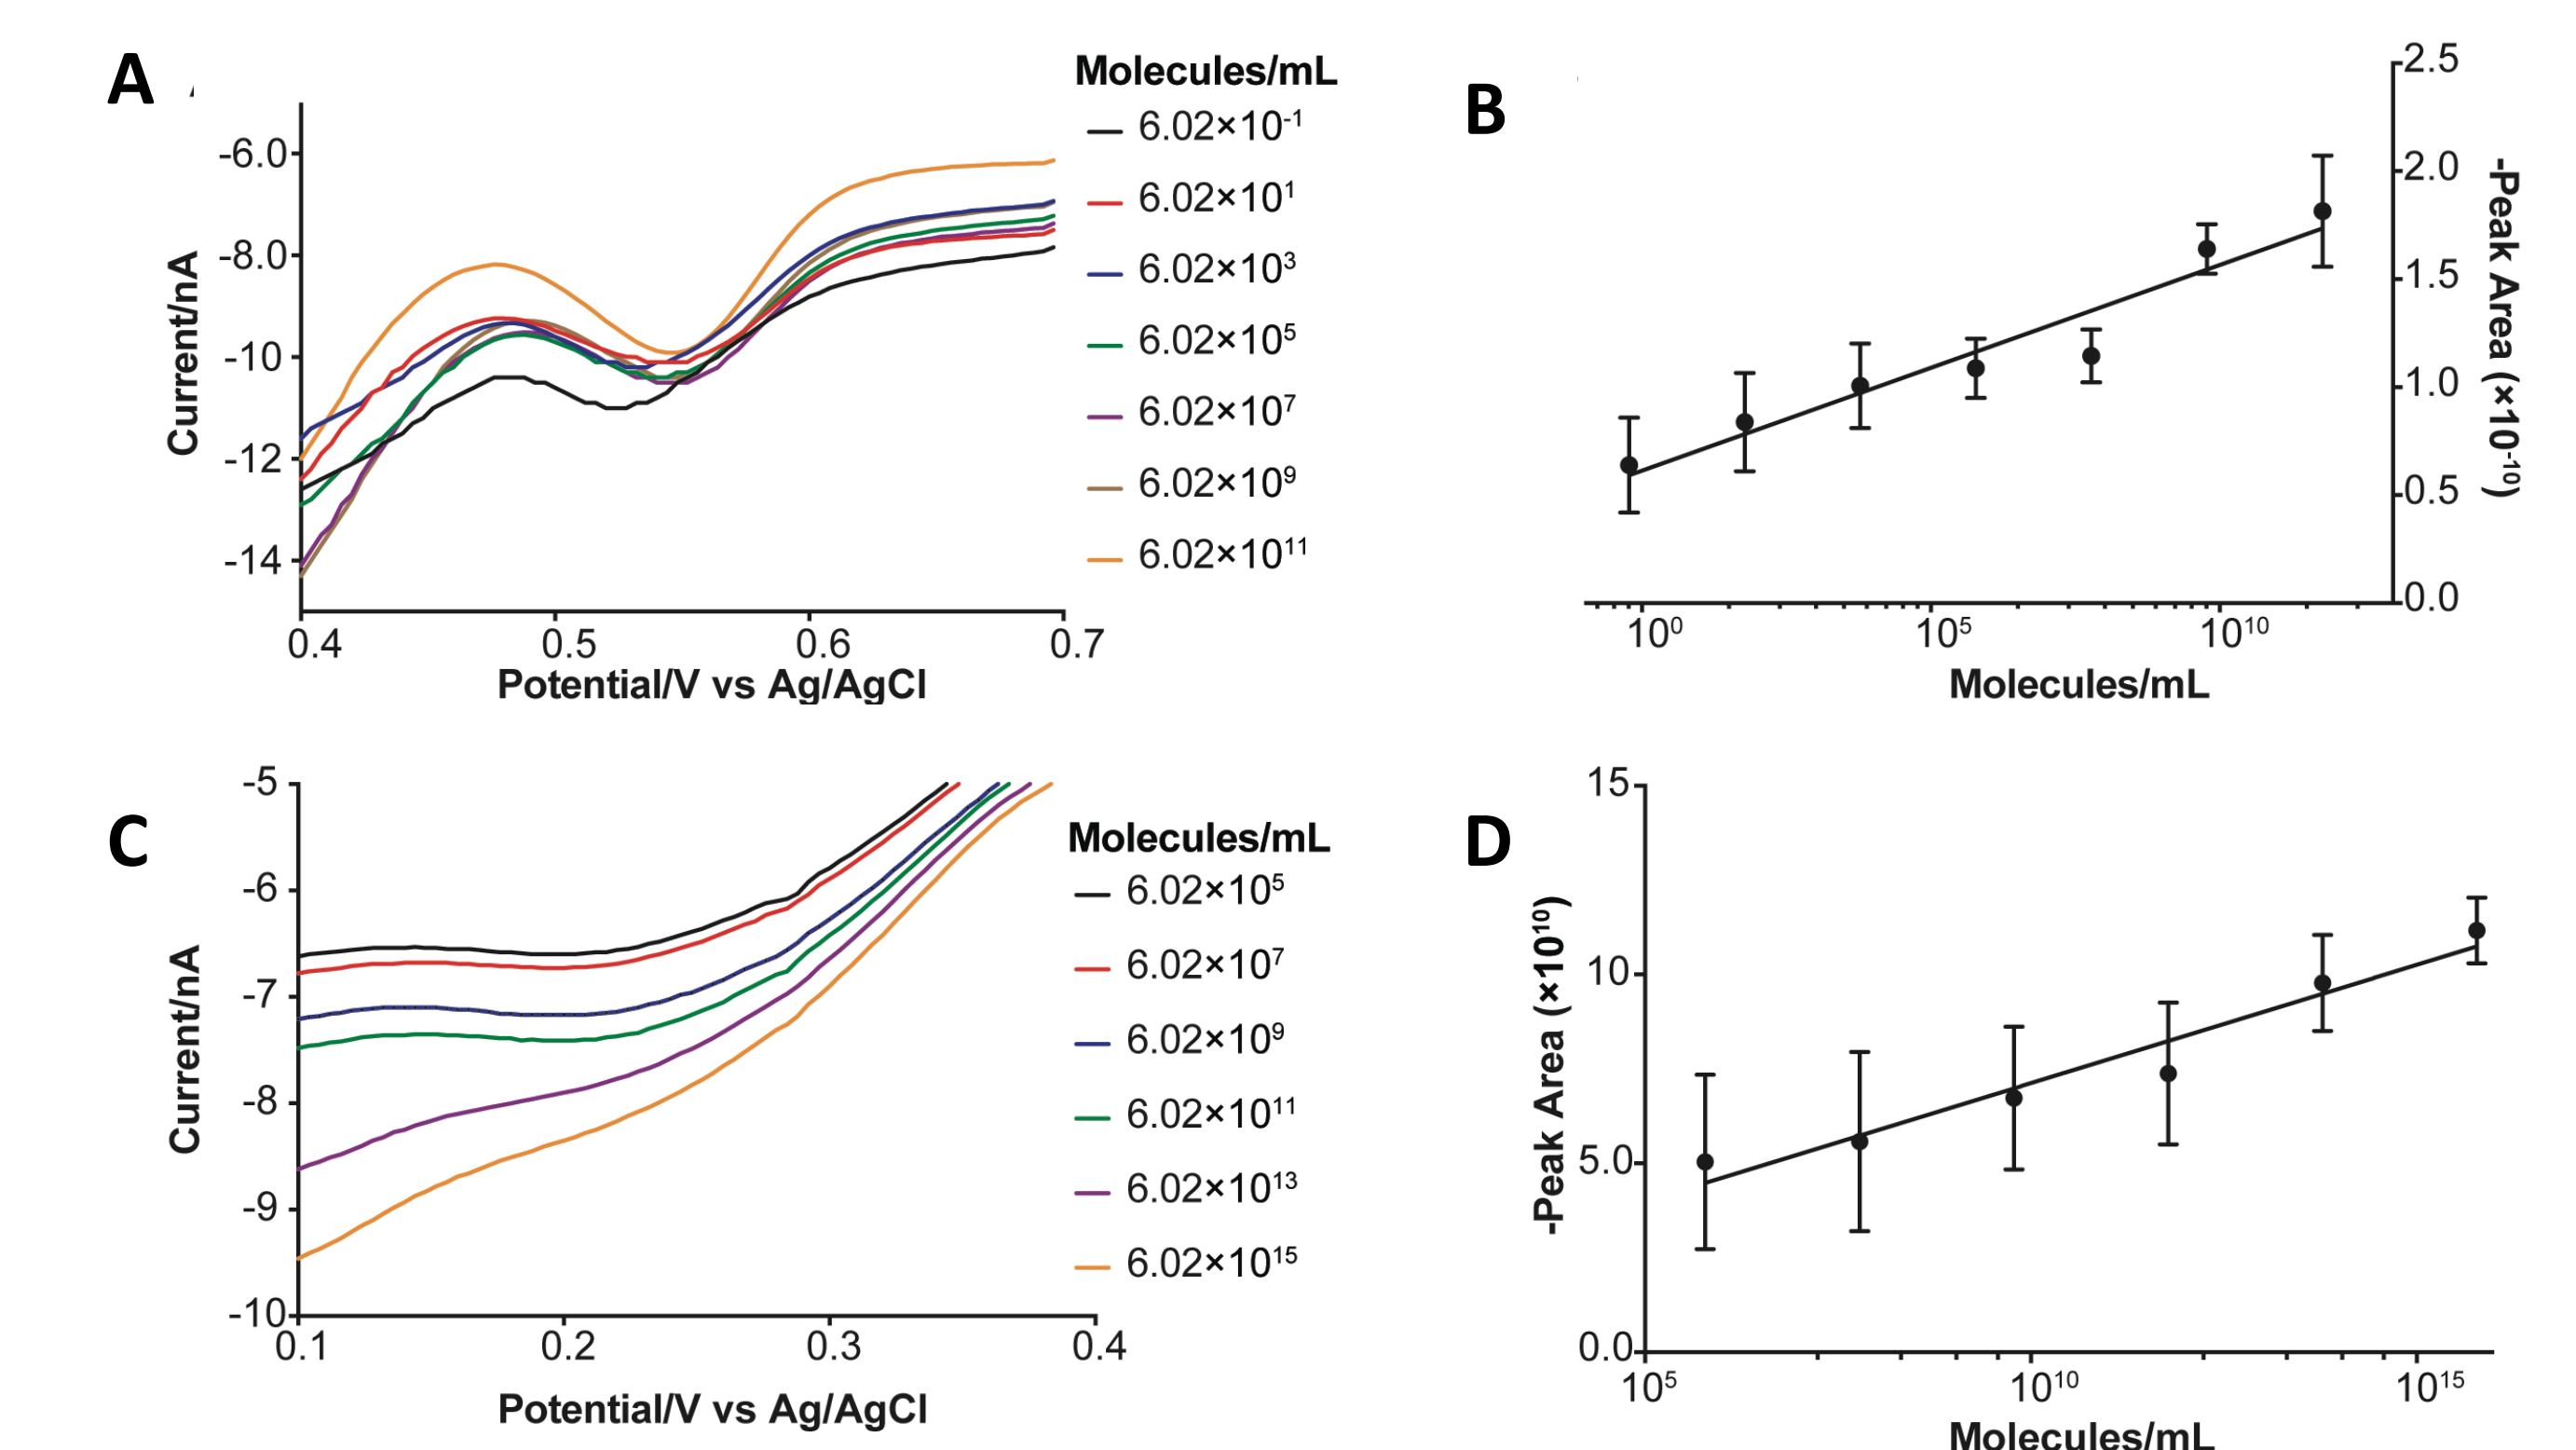 A
Molecules/mL
6.02×10⁻¹
6.02×10¹
6.02×10³
6.02×10⁵
6.02×10⁷
6.02×10⁹
6.02×10¹¹
-6.0
-8.0
-10
-12
-14
Current/nA
0.4 0.5 0.6 0.7
Potential/V vs Ag/AgCl
B
2.5
2.0
1.5
1.0
0.5
0.0
-Peak Area (×10⁻¹⁰)
10⁰ 10⁵ 10¹⁰
Molecules/mL
C
-5
-6
-7
-8
-9
-10
Current/nA
0.1 0.2 0.3 0.4
Potential/V vs Ag/AgCl
Molecules/mL
6.02×10⁵
6.02×10⁷
6.02×10⁹
6.02×10¹¹
6.02×10¹³
6.02×10¹⁵
D
15
10
5.0
0.0
-Peak Area (×10¹⁰)
10⁵ 10¹⁰ 10¹⁵
Molecules/mL